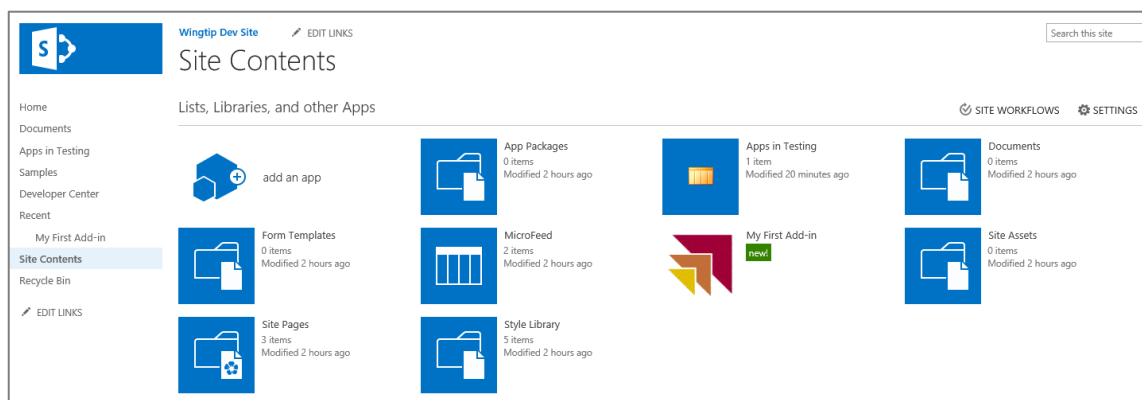 S
Wingtip Dev Site
EDIT LINKS
Search this site
Site Contents
Home
Documents
Apps in Testing
Samples
Developer Center
Recent
My First Add-in
Site Contents
Recycle Bin
EDIT LINKS
Lists, Libraries, and other Apps
SITE WORKFLOWS
SETTINGS
add an app
App Packages
0 items
Modified 2 hours ago
Apps in Testing
1 item
Modified 20 minutes ago
Documents
0 items
Modified 2 hours ago
Form Templates
0 items
Modified 2 hours ago
MicroFeed
2 items
Modified 2 hours ago
My First Add-in
new!
Site Assets
0 items
Modified 2 hours ago
Site Pages
3 items
Modified 2 hours ago
Style Library
5 items
Modified 2 hours ago